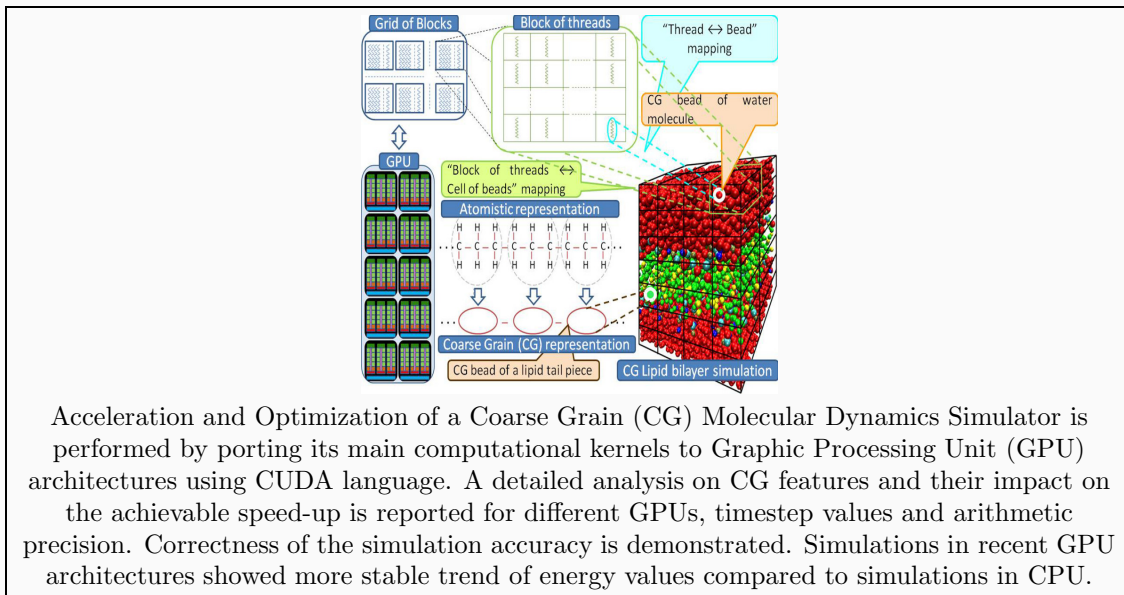 Grid of Blocks
Block of threads
"Thread ↔ Bead"
mapping
CG bead of water
molecule
GPU
"Block of threads ↔
Cell of beads" mapping
Atomistic representation
H H H H H H H H H
··· C – C – C – C – C – C – C – C – C ···
H H H H H H H H H
Coarse Grain (CG) representation
CG bead of a lipid tail piece
CG Lipid bilayer simulation
Acceleration and Optimization of a Coarse Grain (CG) Molecular Dynamics Simulator is
performed by porting its main computational kernels to Graphic Processing Unit (GPU)
architectures using CUDA language. A detailed analysis on CG features and their impact on
the achievable speed-up is reported for different GPUs, timestep values and arithmetic
precision. Correctness of the simulation accuracy is demonstrated. Simulations in recent GPU
architectures showed more stable trend of energy values compared to simulations in CPU.